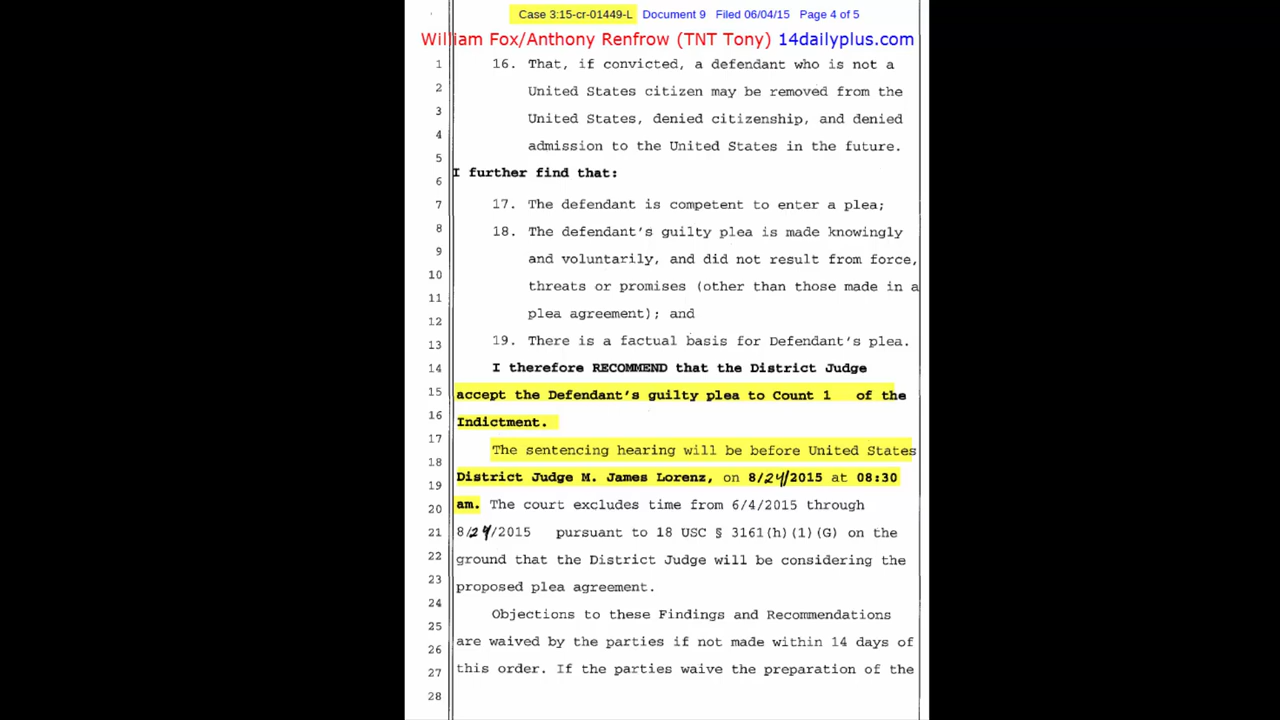 Case 3:15-cr-01449-L Document 9 Filed 06/04/15 Page 4 of 5
William Fox/Anthony Renfrow (TNT Tony) 14dailyplus.com
1 16. That, if convicted, a defendant who is not a
2 United States citizen may be removed from the
3 United States, denied citizenship, and denied
4 admission to the United States in the future.
5
6 I further find that:
7 17. The defendant is competent to enter a plea;
8 18. The defendant's guilty plea is made knowingly
9 and voluntarily, and did not result from force,
10 threats or promises (other than those made in a
11
12 plea agreement); and
13 19. There is a factual basis for Defendant's plea.
14 I therefore RECOMMEND that the District Judge
15 accept the Defendant's guilty plea to Count 1 of the
16 Indictment.
17 The sentencing hearing will be before United States
18
19 District Judge M. James Lorenz, on 8/24/2015 at 08:30
20 am. The court excludes time from 6/4/2015 through
21 8/24/2015 pursuant to 18 USC § 3161(h)(1)(G) on the
22 ground that the District Judge will be considering the
23 proposed plea agreement.
24 Objections to these Findings and Recommendations
25
26 are waived by the parties if not made within 14 days of
27 this order. If the parties waive the preparation of the
28